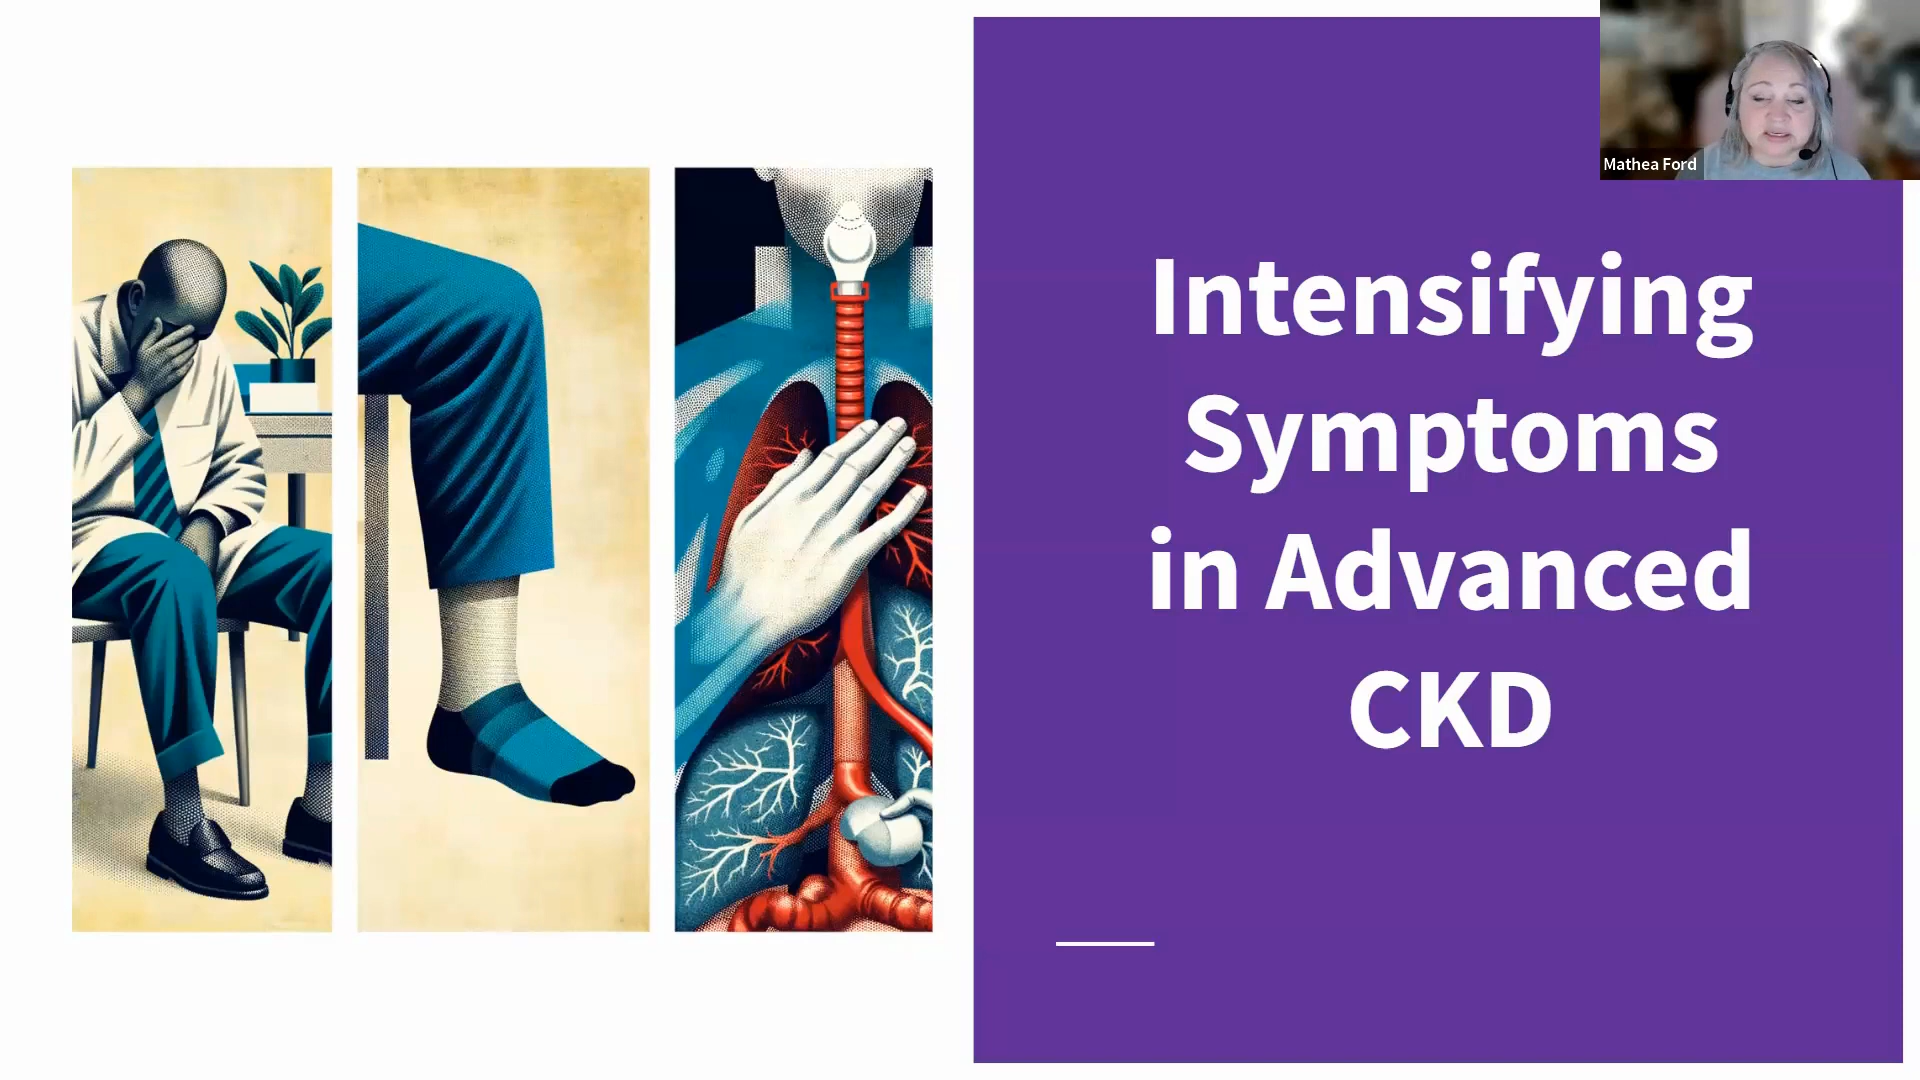 Mathea Ford
Intensifying
Symptoms
in Advanced
CKD